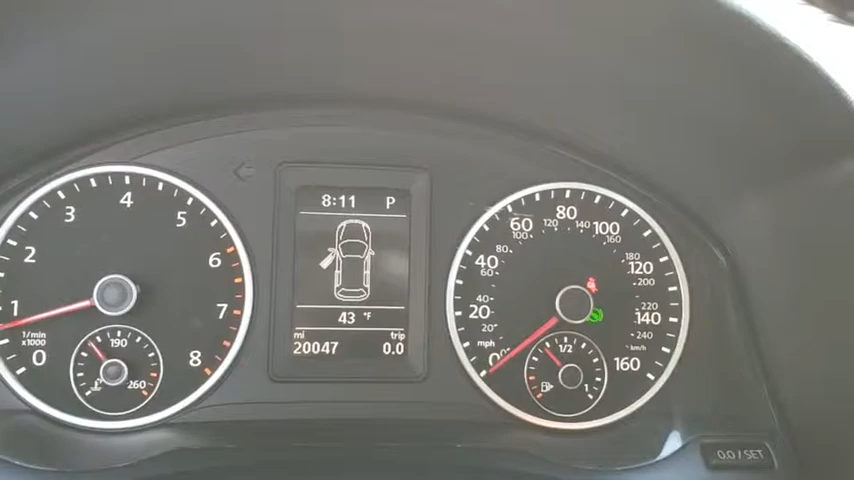 8:11 P
43 °F
mi trip
20047 0.0
0 1 2 3 4 5 6 7 8
1/min
x1000
190
260
0 20 40 60 80 100 120 140 160
20 40 80 100 120 140 160 180 200 220 240
mph
km/h
1/2
1
0.0 / SET